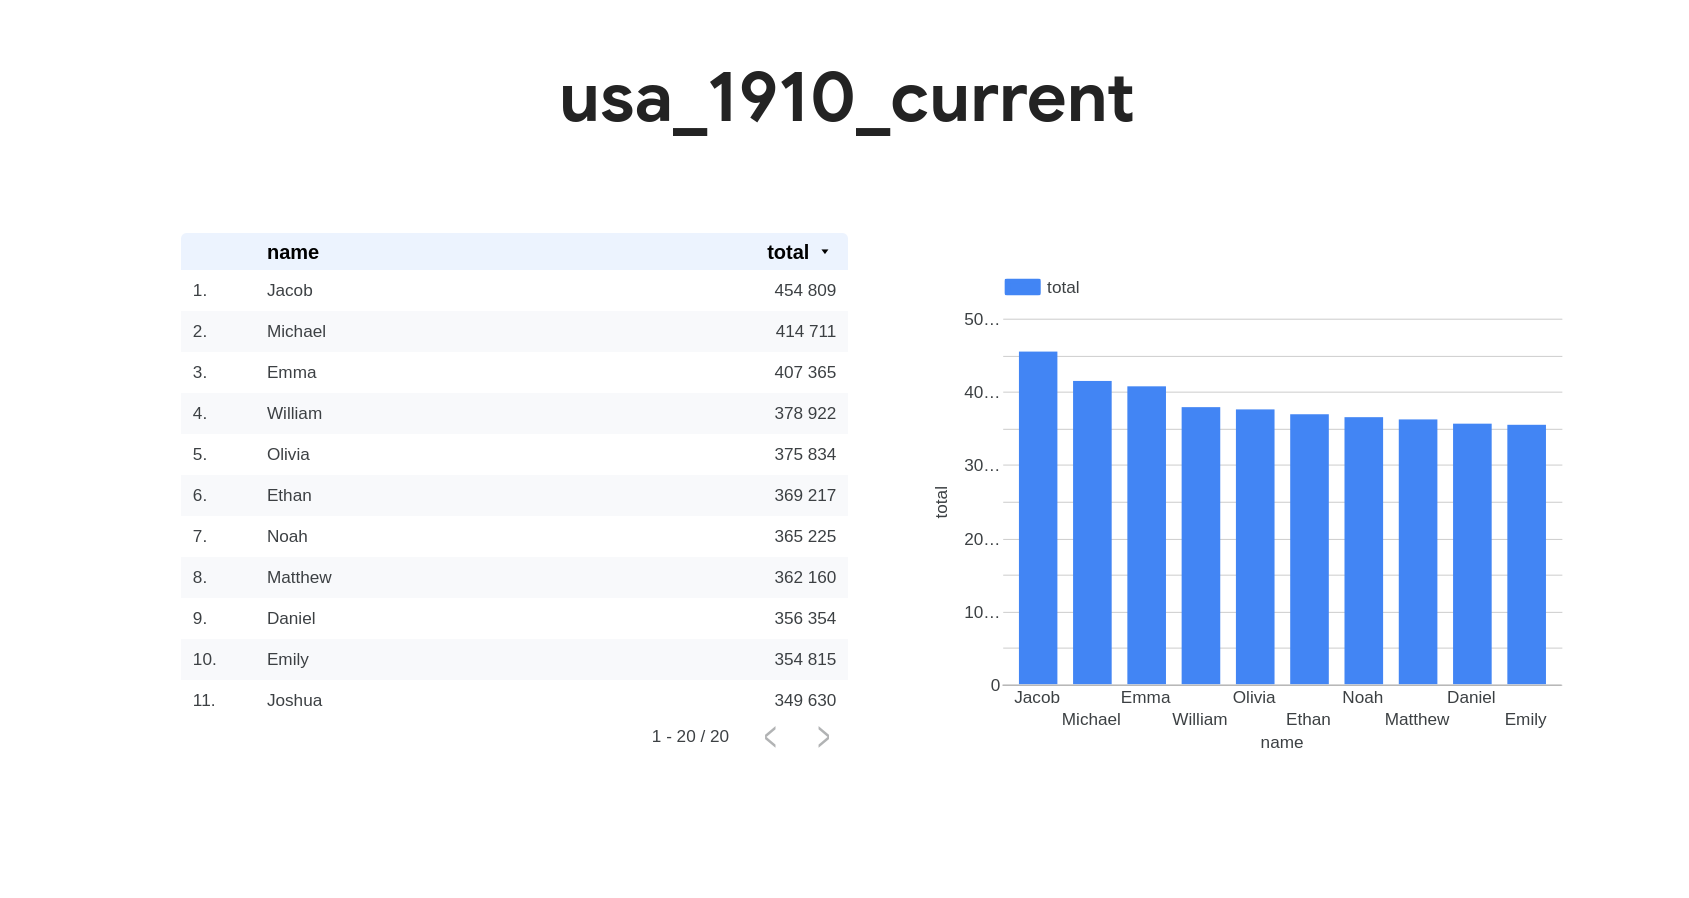 usa_1910_current
name total
1. Jacob 454 809
2. Michael 414 711
3. Emma 407 365
4. William 378 922
5. Olivia 375 834
6. Ethan 369 217
7. Noah 365 225
8. Matthew 362 160
9. Daniel 356 354
10. Emily 354 815
11. Joshua 349 630
1 - 20 / 20
total
50…
40…
30…
20…
10…
0
total
Jacob Emma Olivia Noah Daniel
Michael William Ethan Matthew Emily
name